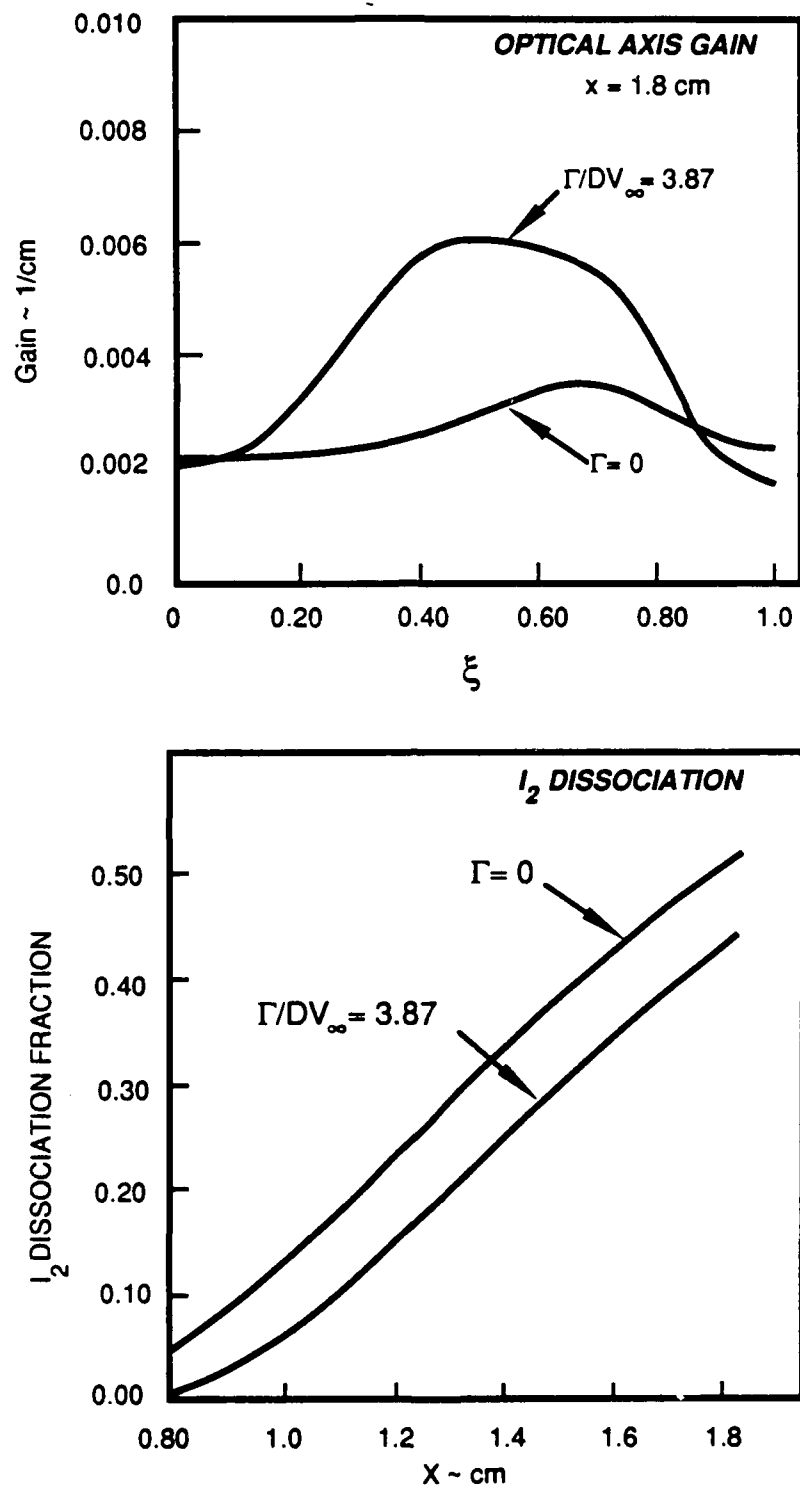 OPTICAL AXIS GAIN
x = 1.8 cm
Γ/DV∞ = 3.87
Γ = 0
Gain ~ 1/cm
0.010
0.008
0.006
0.004
0.002
0.0
0 0.20 0.40 0.60 0.80 1.0
ξ
I2 DISSOCIATION
Γ = 0
Γ/DV∞ = 3.87
I2 DISSOCIATION FRACTION
0.50
0.40
0.30
0.20
0.10
0.00
0.80 1.0 1.2 1.4 1.6 1.8
X ~ cm